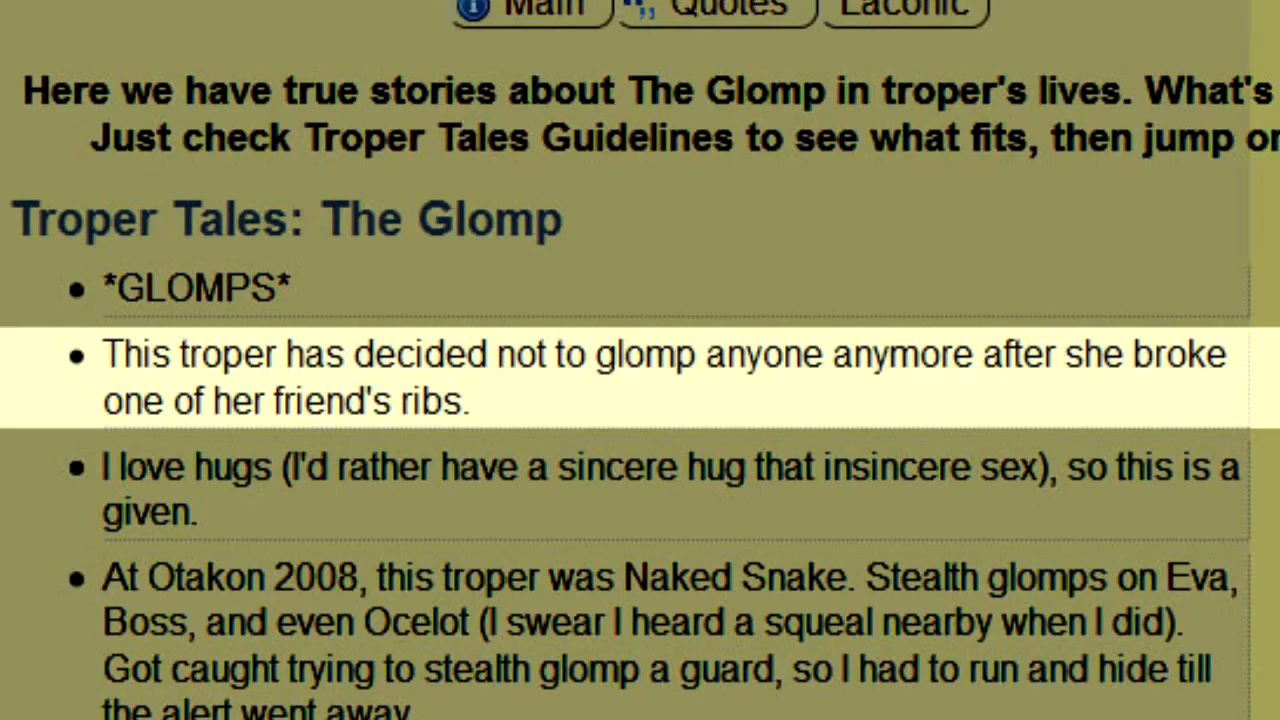 Main Quotes Laconic
Here we have true stories about The Glomp in troper's lives. What's
Just check Troper Tales Guidelines to see what fits, then jump
Troper Tales: The Glomp
• *GLOMPS*
• This troper has decided not to glomp anyone anymore after she broke
one of her friend's ribs.
• I love hugs (I'd rather have a sincere hug that insincere sex), so this is a
given.
• At Otakon 2008, this troper was Naked Snake. Stealth glomps on Eva,
Boss, and even Ocelot (I swear I heard a squeal nearby when I did).
Got caught trying to stealth glomp a guard, so I had to run and hide till
the alert went away.